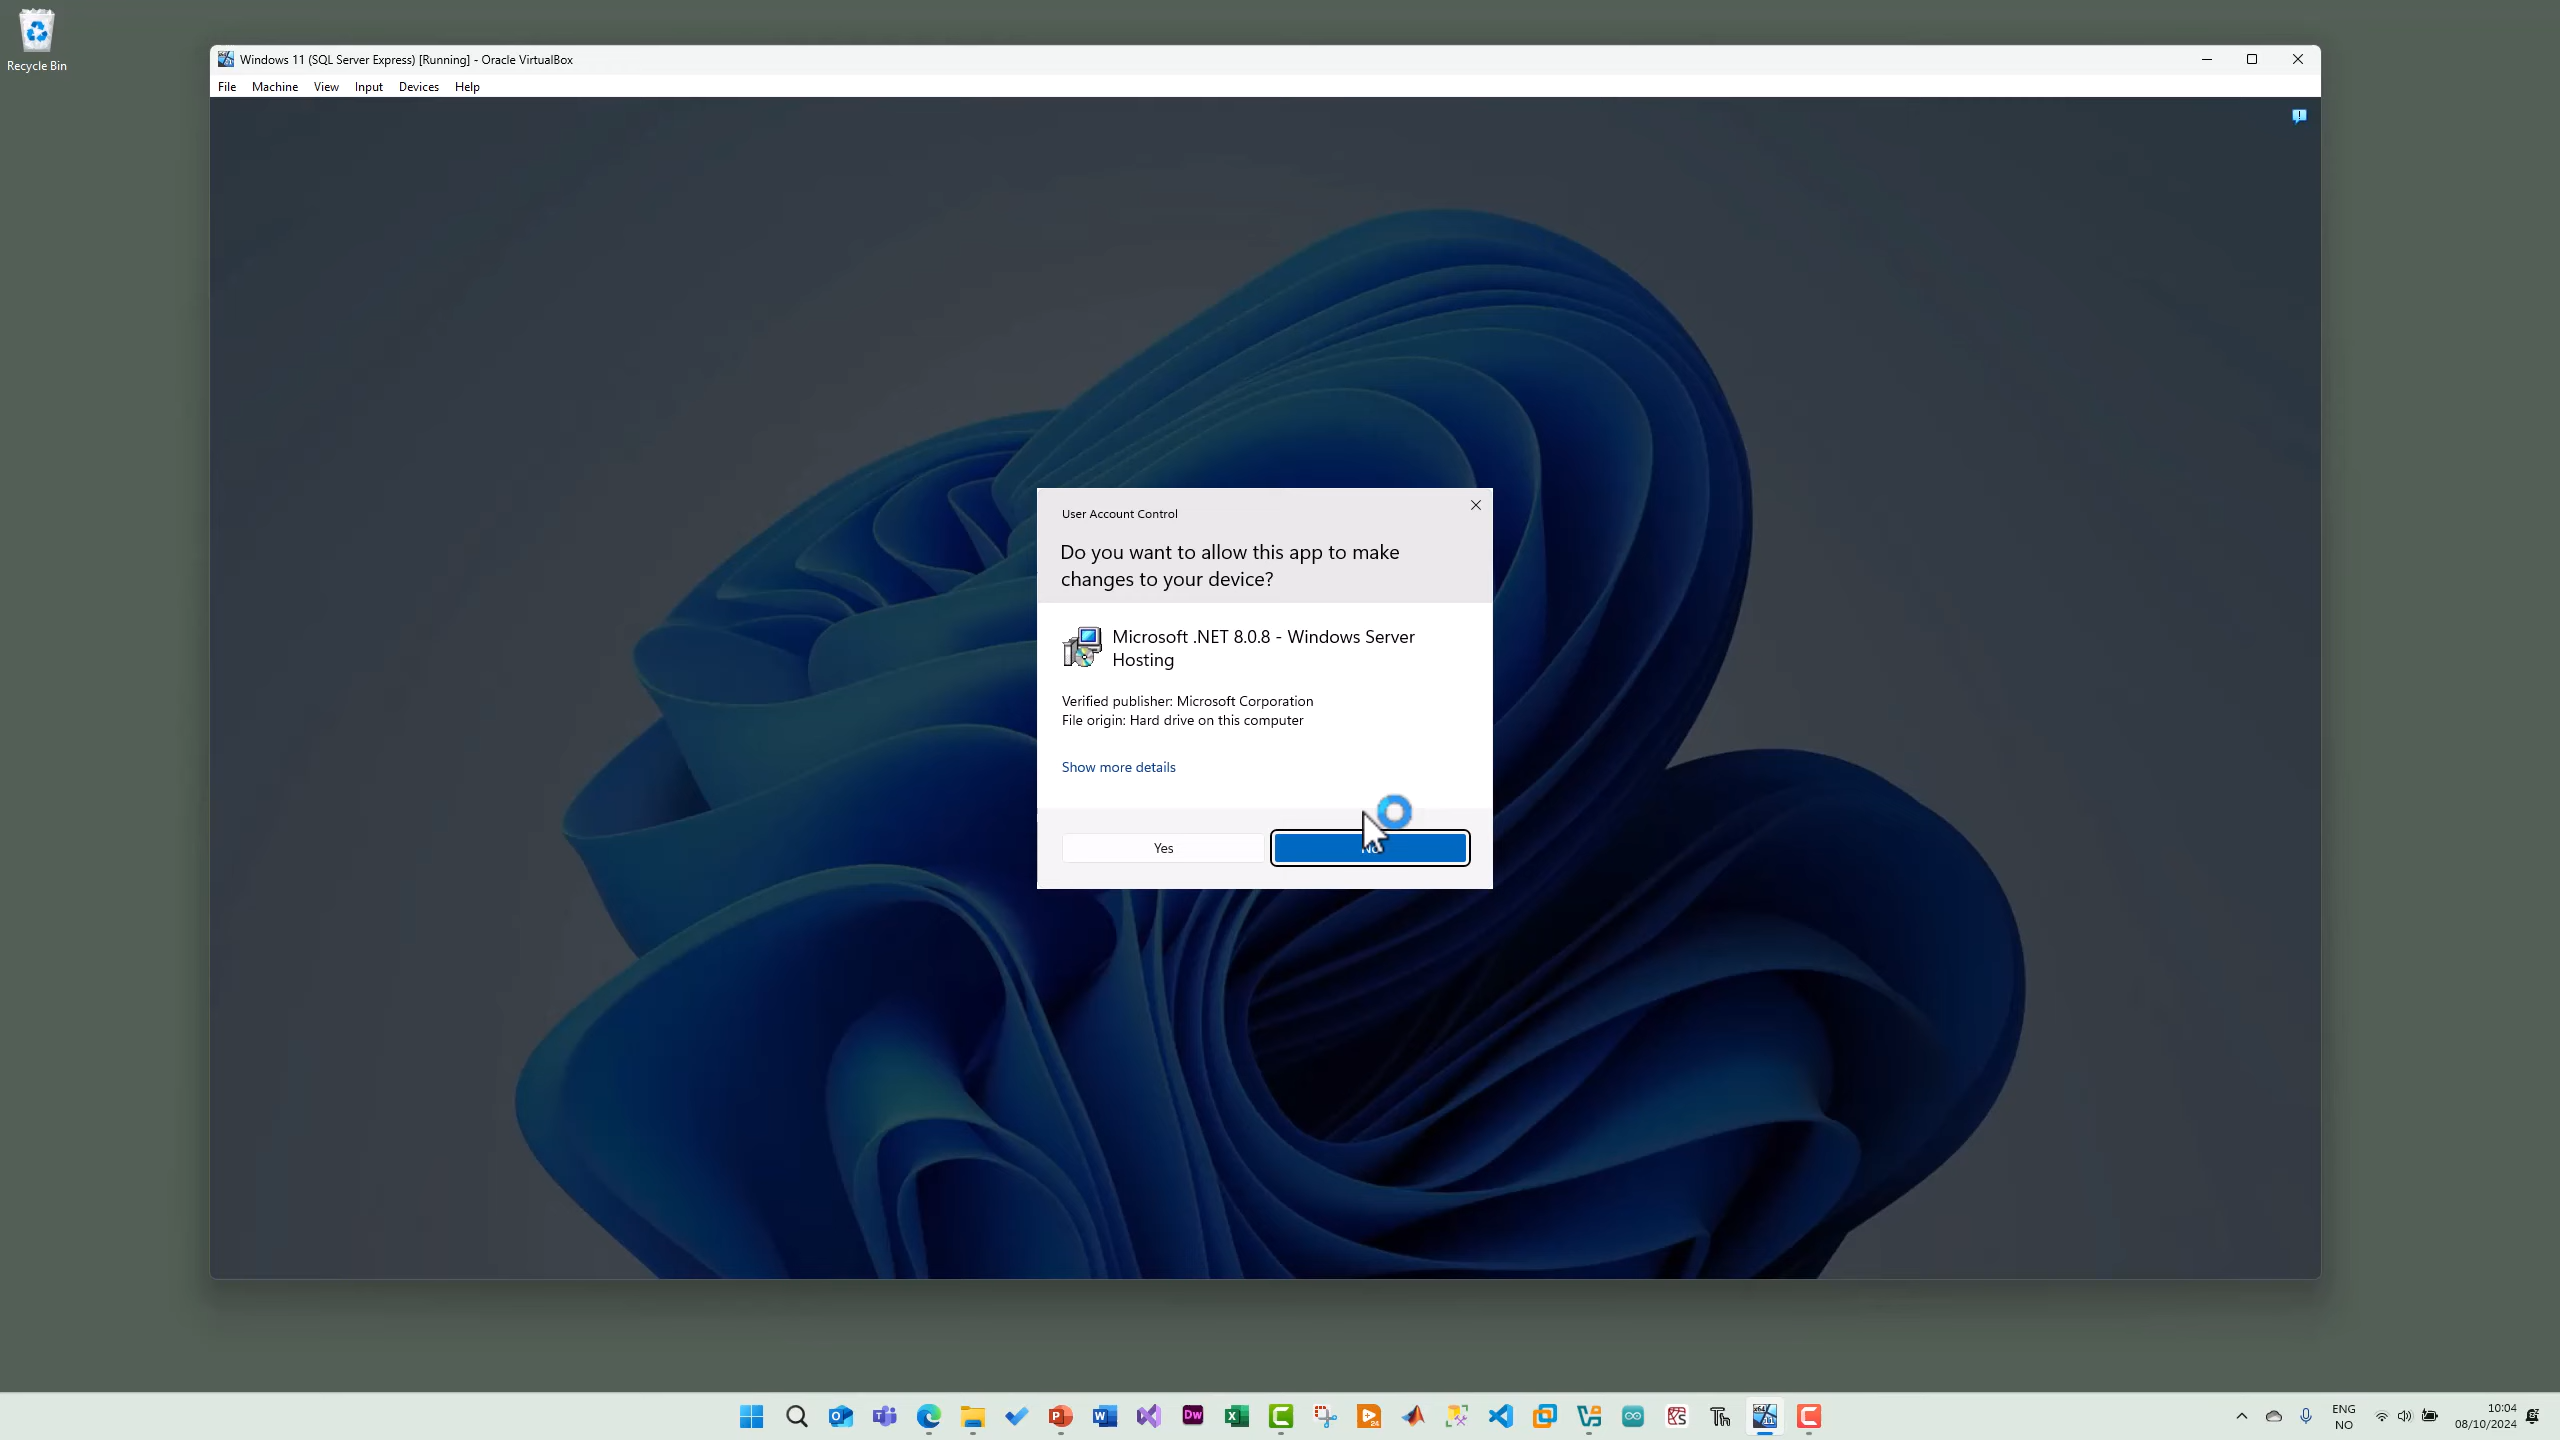 Recycle Bin
Windows 11 (SQL Server Express) [Running] - Oracle VirtualBox
File Machine View Input Devices Help
User Account Control
Do you want to allow this app to make
changes to your device?
Microsoft .NET 8.0.8 - Windows Server
Hosting
Verified publisher: Microsoft Corporation
File origin: Hard drive on this computer
Show more details
Yes
ENG
NO
10:04
08/10/2024